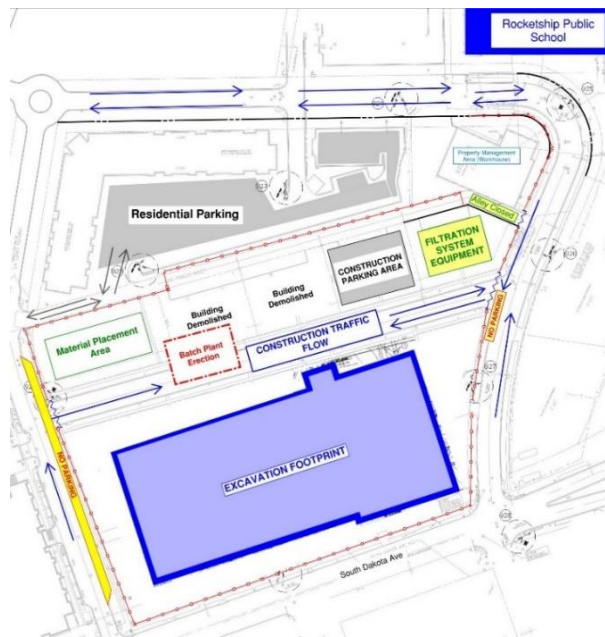 Rocketship Public
School
Property Management
Area (Warehouse)
Residential Parking
Alley Closed
FILTRATION
SYSTEM
EQUIPMENT
CONSTRUCTION
PARKING AREA
Building
Demolished
Building
Demolished
Material Placement
Area
Batch Plant
Erection
CONSTRUCTION TRAFFIC
FLOW
NO PARKING
NO PARKING
EXCAVATION FOOTPRINT
South Dakota Ave